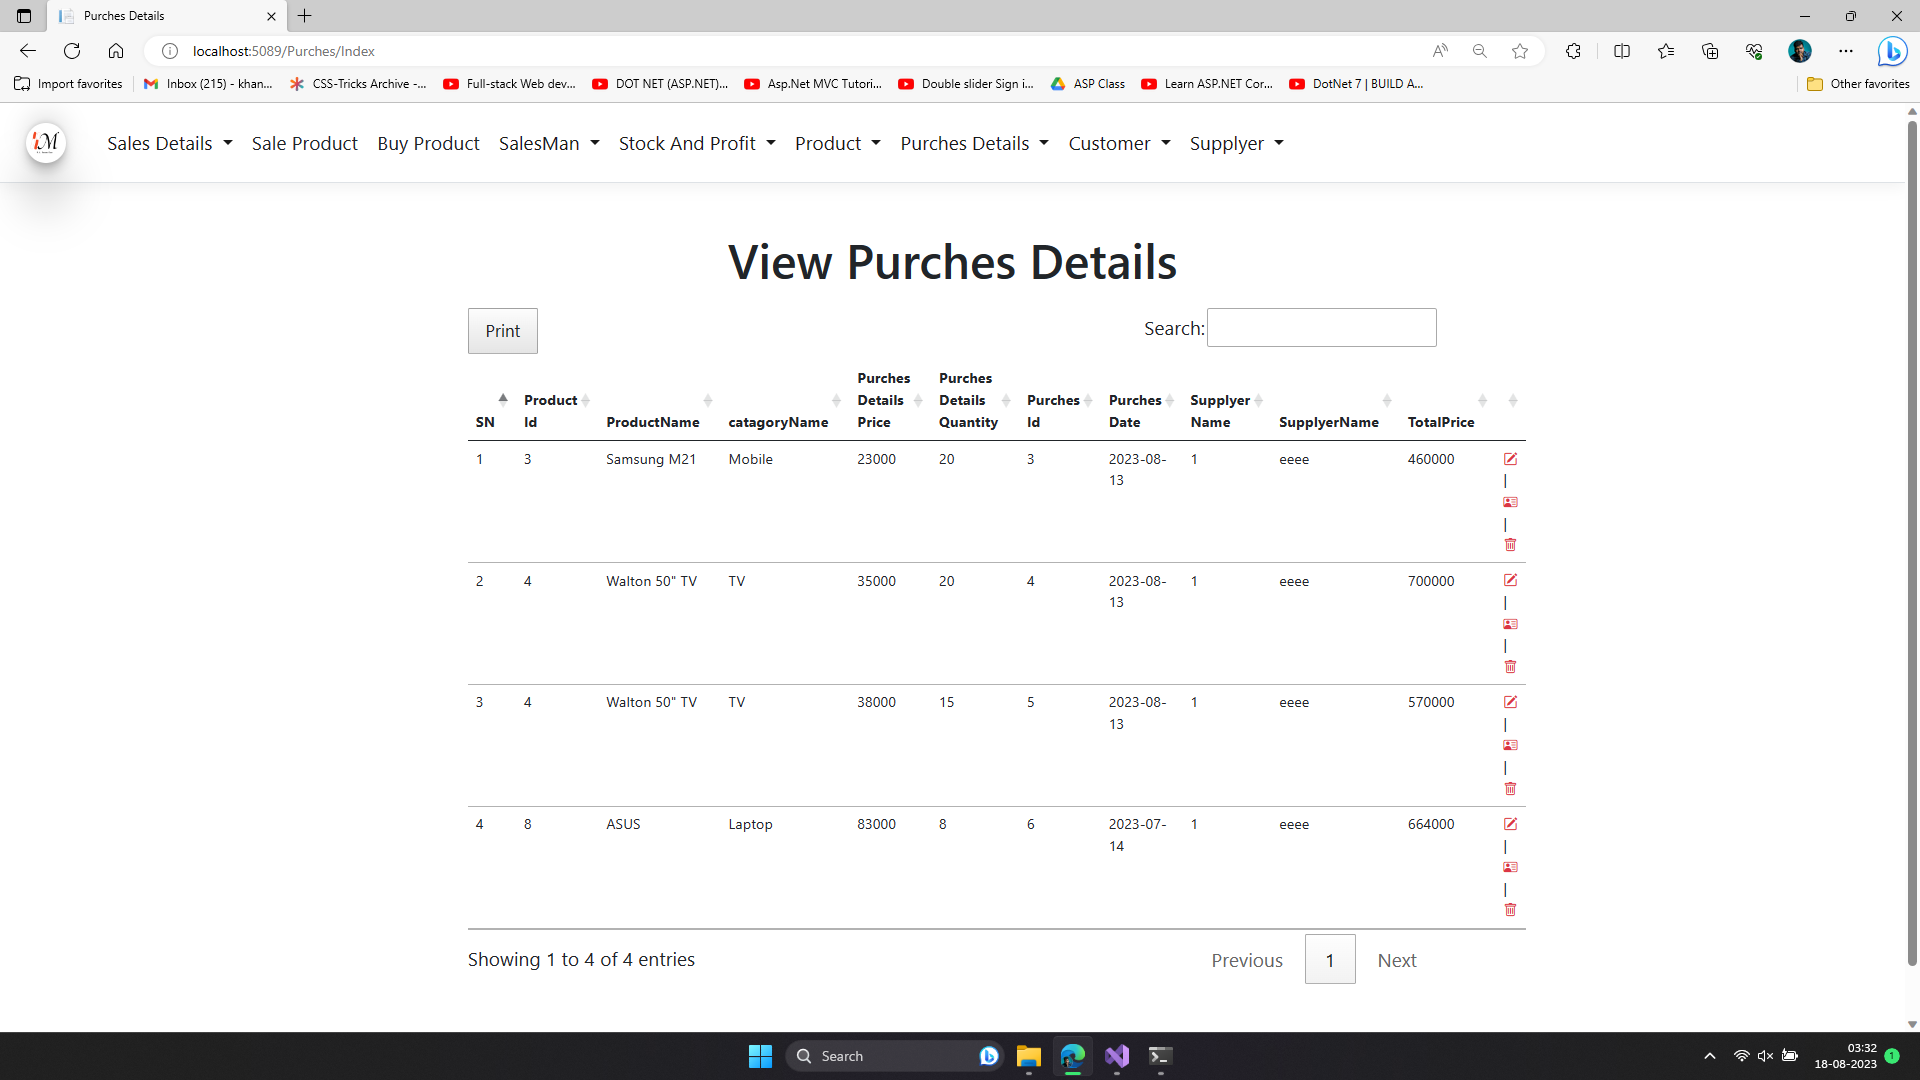 Purches Details
localhost:5089/Purches/Index
Import favorites
Inbox (215) - khan...
CSS-Tricks Archive -...
Full-stack Web dev...
DOT NET (ASP.NET)...
Asp.Net MVC Tutori...
Double slider Sign i...
ASP Class
Learn ASP.NET Cor...
DotNet 7 | BUILD A...
Other favorites
Sales Details Sale Product Buy Product SalesMan Stock And Profit Product Purches Details Customer Supplyer
View Purches Details
Print
Search:
SN Product Id ProductName catagoryName Purches Details Price Purches Details Quantity Purches Id Purches Date Supplyer Name SupplyerName TotalPrice
1 3 Samsung M21 Mobile 23000 20 3 2023-08-13 1 eeee 460000
|
|
2 4 Walton 50" TV TV 35000 20 4 2023-08-13 1 eeee 700000
|
|
3 4 Walton 50" TV TV 38000 15 5 2023-08-13 1 eeee 570000
|
|
4 8 ASUS Laptop 83000 8 6 2023-07-14 1 eeee 664000
|
|
Showing 1 to 4 of 4 entries
Previous 1 Next
Search
03:32
18-08-2023
1